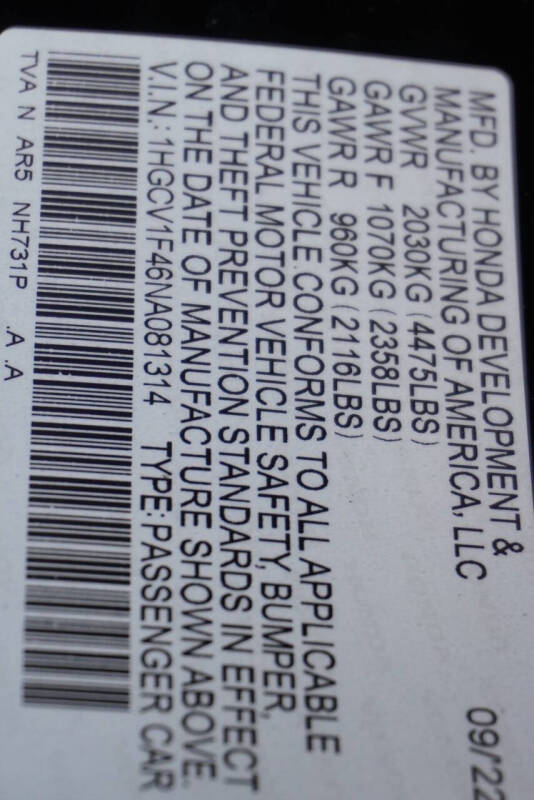 MFD. BY HONDA DEVELOPMENT &
MANUFACTURING OF AMERICA, LLC 09/22
GVWR 2030KG (4475LBS)
GAWR F 1070KG (2358LBS)
GAWR R 960KG (2116LBS)
THIS VEHICLE CONFORMS TO ALL APPLICABLE
FEDERAL MOTOR VEHICLE SAFETY, BUMPER,
AND THEFT PREVENTION STANDARDS IN EFFECT
ON THE DATE OF MANUFACTURE SHOWN ABOVE.
V.I.N.: 1HGCV1F46NA081314 TYPE: PASSENGER CAR
TVA N AR5 NH731P .A .A